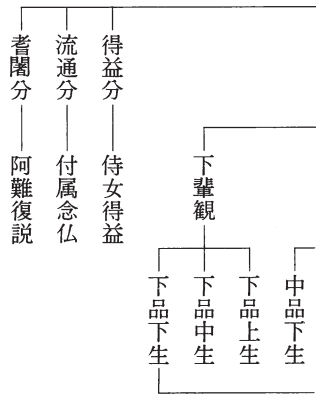 中品下生
下輩観
下品上生
下品中生
下品下生
得益分
侍女得益
流通分
付属念仏
耆闍分
阿難復説